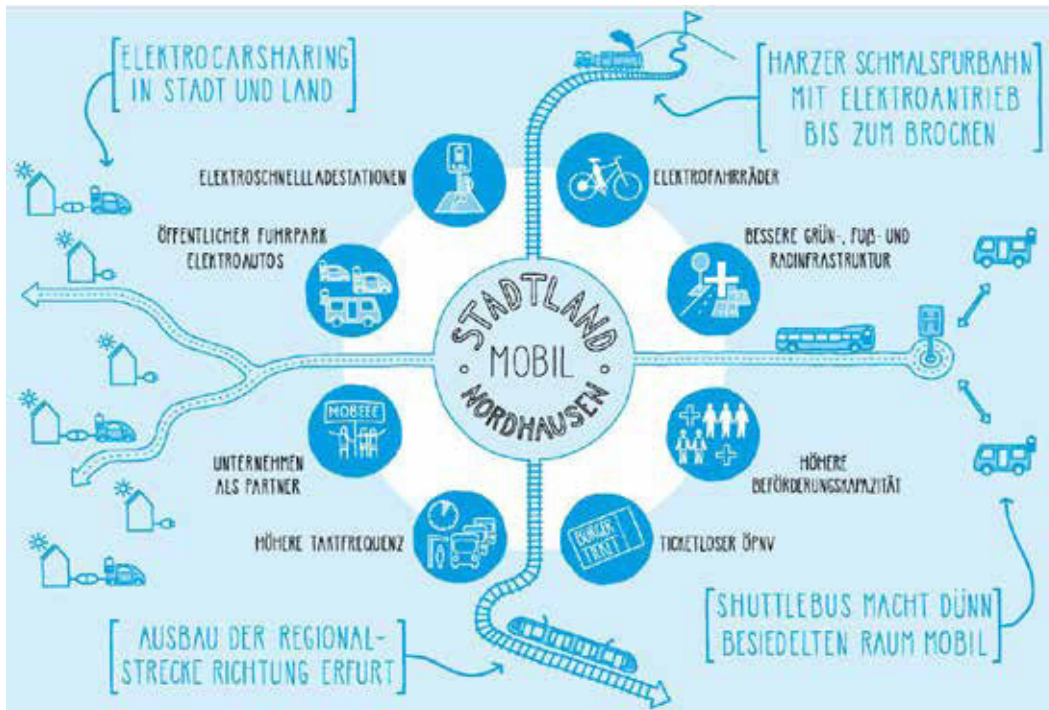 ELEKTROCARSHARING
IN STADT UND LAND
HARZER SCHMALSPURBAHN
MIT ELEKTROANTRIEB
BIS ZUM BROCKEN
ELEKTROSCHNELLLADESTATIONEN
ELEKTROFAHRRÄDER
ÖFFENTLICHER FUHRPARK
ELEKTROAUTOS
BESSERE GRÜN-, FUß- UND
RADINFRASTRUKTUR
STADTLAND
MOBIL
· NORDHAUSEN ·
H
MOBEEE
UNTERNEHMEN
ALS PARTNER
HÖHERE
BEFÖRDERUNGSKAPAZITÄT
HÖHERE TAKTFREQUENZ
BÜRGER
TICKET
TICKETLOSER ÖPNV
AUSBAU DER REGIONAL-
STRECKE RICHTUNG ERFURT
SHUTTLEBUS MACHT DÜNN
BESIEDELTEN RAUM MOBIL